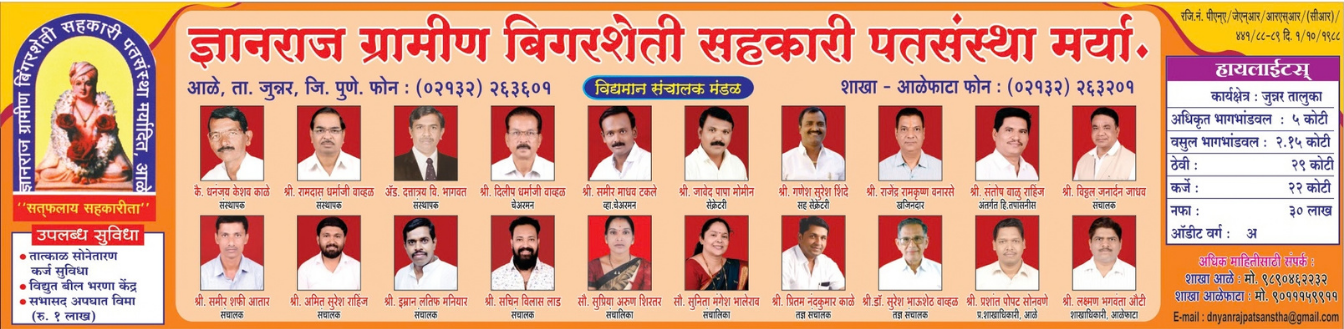 ज्ञानराज ग्रामीण बिगरशेती सहकारी पतसंस्था मर्यादित, आळे
"सत्‌फलाय सहकारीता"
उपलब्ध सुविधा
• तात्काळ सोनेतारण
कर्ज सुविधा
• विद्युत बील भरणा केंद्र
• सभासद अपघात विमा
(रु. १ लाख)
ज्ञानराज ग्रामीण बिगरशेती सहकारी पतसंस्था मर्या.
आळे, ता. जुन्नर, जि. पुणे. फोन : (०२१३२) २६३६०१
विद्यमान संचालक मंडळ
शाखा - आळेफाटा फोन : (०२१३२) २६३२०१
कै. धनजय केशव काळे
संस्थापक
श्री. रामदास धर्माजी वाव्हळ
संस्थापक
अ‍ॅड. दत्तात्रय वि. भागवत
संस्थापक
श्री. दिलीप धर्माजी वाव्हळ
चेअरमन
श्री. समीर माधव टकले
व्हा.चेअरमन
श्री. जावेद पापा मोमीन
सेक्रेटरी
श्री. गणेश सुरेश शिंदे
सह सेक्रेटरी
श्री. राजेंद्र रामकृष्ण वनारसे
खजिनदार
श्री. संतोष बाळू राहिंज
अंतर्गत हि.तपासनीस
श्री. विठ्ठल जनार्दन जाधव
संचालक
श्री. समीर शफी आतार
संचालक
श्री. अमित सुरेश राहिंज
संचालक
श्री. इम्रान लतिफ मनियार
संचालक
श्री. सचिन विलास लाड
संचालक
सौ. सुप्रिया अरुण शिरतर
संचालिका
सौ. सुनिता मंगेश भालेराव
संचालिका
श्री. प्रितम नंदकुमार काळे
तज्ञ संचालक
श्री.डॉ. सुरेश भाऊशेठ वाव्हळ
तज्ञ संचालक
श्री. प्रशांत पोपट सोनवणे
प्र.शाखाधिकारी, आळे
श्री. लक्ष्मण भगवंता औटी
शाखाधिकारी, आळेफाटा
रजि.नं. पीएनए/जेएनआर/आरएसआर/(सीआर)/
४४१/८८-८९ दि. १/१०/१९८८
हायलाईटस्
कार्यक्षेत्र : जुन्नर तालुका
अधिकृत भागभांडवल : ५ कोटी
वसुल भागभांडवल : २.१५ कोटी
ठेवी : २९ कोटी
कर्जे : २२ कोटी
नफा : ३० लाख
ऑडीट वर्ग : अ
अधिक माहितीसाठी संपर्क :
शाखा आळे : मो. ९८९०४६२२३२
शाखा आळेफाटा : मो. ९०१११५९९११
E-mail : dnyanrajpatsanstha@gmail.com